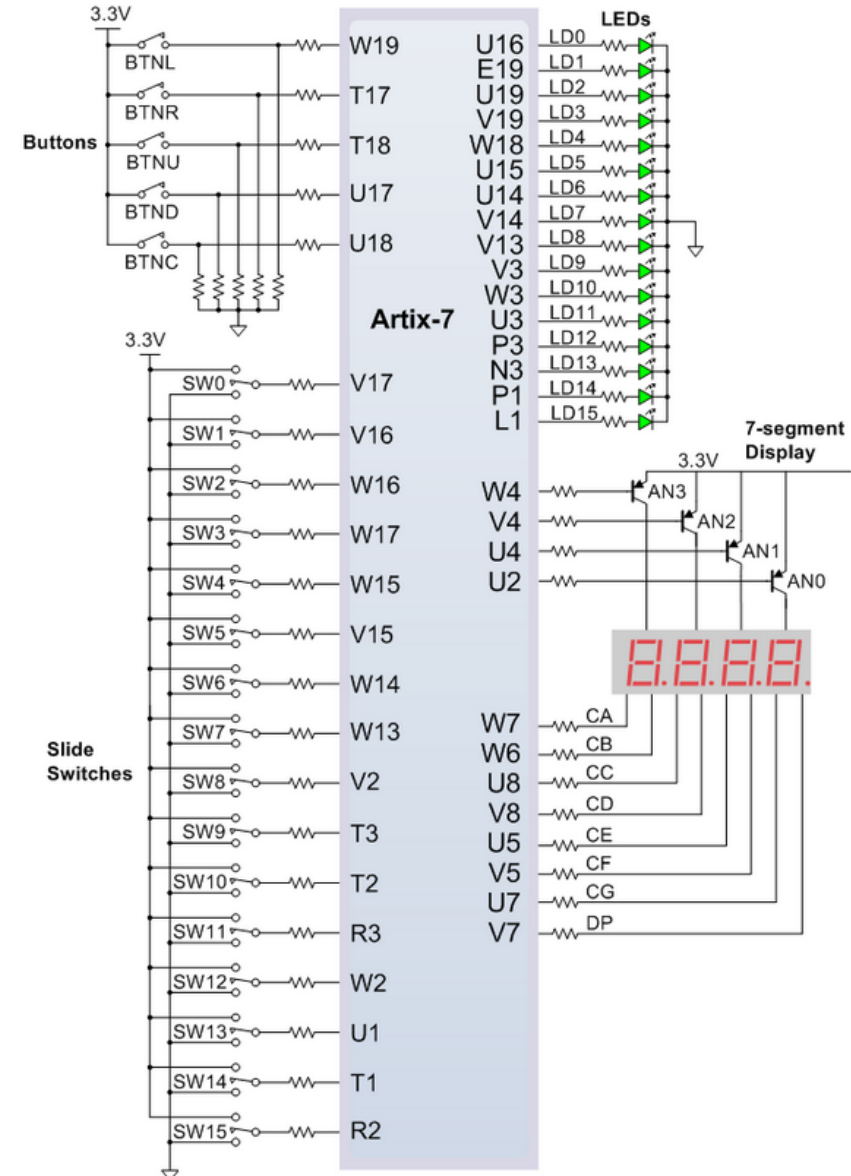 3.3V
BTNL
BTNR
Buttons
BTNU
BTND
BTNC
W19
T17
T18
U17
U18
Artix-7
LEDs
U16 LD0
E19 LD1
U19 LD2
V19 LD3
W18 LD4
U15 LD5
U14 LD6
V14 LD7
V13 LD8
V3 LD9
W3 LD10
U3 LD11
P3 LD12
N3 LD13
P1 LD14
L1 LD15
3.3V
SW0 V17
SW1 V16
SW2 W16
SW3 W17
SW4 W15
SW5 V15
SW6 W14
SW7 W13
Slide
Switches
SW8 V2
SW9 T3
SW10 T2
SW11 R3
SW12 W2
SW13 U1
SW14 T1
SW15 R2
7-segment
Display
3.3V
W4 AN3
V4 AN2
U4 AN1
U2 AN0
8.8.8.8.
W7 CA
W6 CB
U8 CC
V8 CD
U5 CE
V5 CF
U7 CG
V7 DP